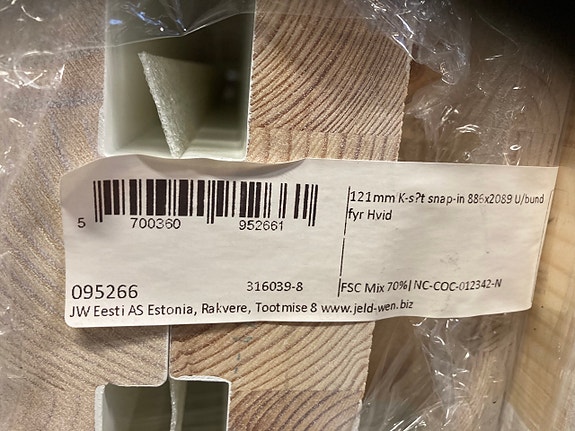 121mm K-s?t snap-in 886x2089 U/bund
fyr Hvid
5 700360 952661
095266
316039-8
FSC Mix 70%| NC-COC-012342-N
JW Eesti AS Estonia, Rakvere, Tootmise 8 www.jeld-wen.biz